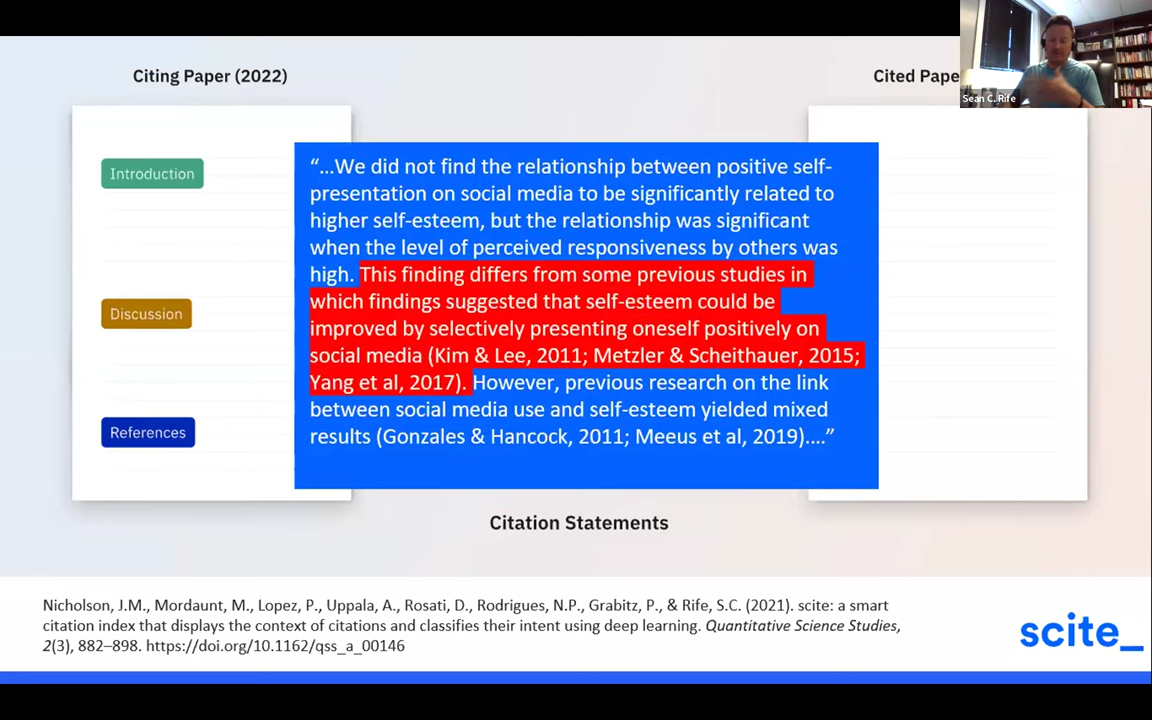 Citing Paper (2022)
Cited Pape
Sean C. Rife
Introduction
Discussion
References
“...We did not find the relationship between positive self-
presentation on social media to be significantly related to
higher self-esteem, but the relationship was significant
when the level of perceived responsiveness by others was
high. This finding differs from some previous studies in
which findings suggested that self-esteem could be
improved by selectively presenting oneself positively on
social media (Kim & Lee, 2011; Metzler & Scheithauer, 2015;
Yang et al, 2017). However, previous research on the link
between social media use and self-esteem yielded mixed
results (Gonzales & Hancock, 2011; Meeus et al, 2019)....”
Citation Statements
Nicholson, J.M., Mordaunt, M., Lopez, P., Uppala, A., Rosati, D., Rodrigues, N.P., Grabitz, P., & Rife, S.C. (2021). scite: a smart
citation index that displays the context of citations and classifies their intent using deep learning. Quantitative Science Studies,
2(3), 882–898. https://doi.org/10.1162/qss_a_00146
scite_